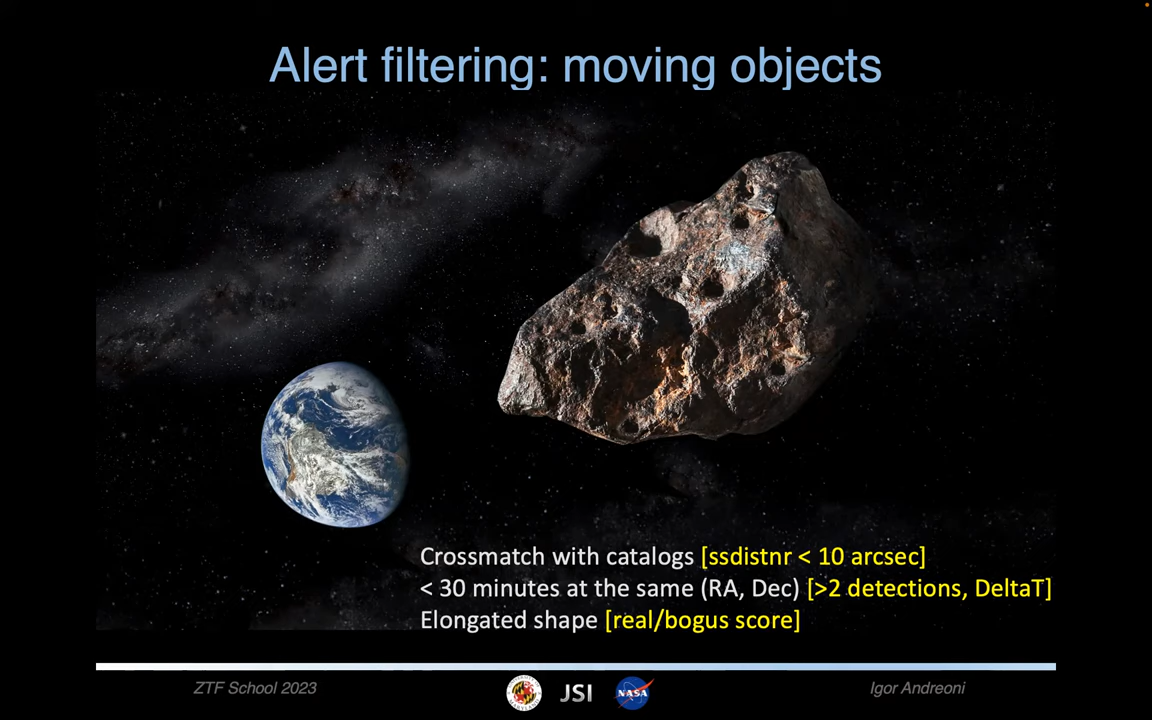 Alert filtering: moving objects
Crossmatch with catalogs [ssdistnr < 10 arcsec]
< 30 minutes at the same (RA, Dec) [>2 detections, DeltaT]
Elongated shape [real/bogus score]
ZTF School 2023
JSI
NASA
Igor Andreoni